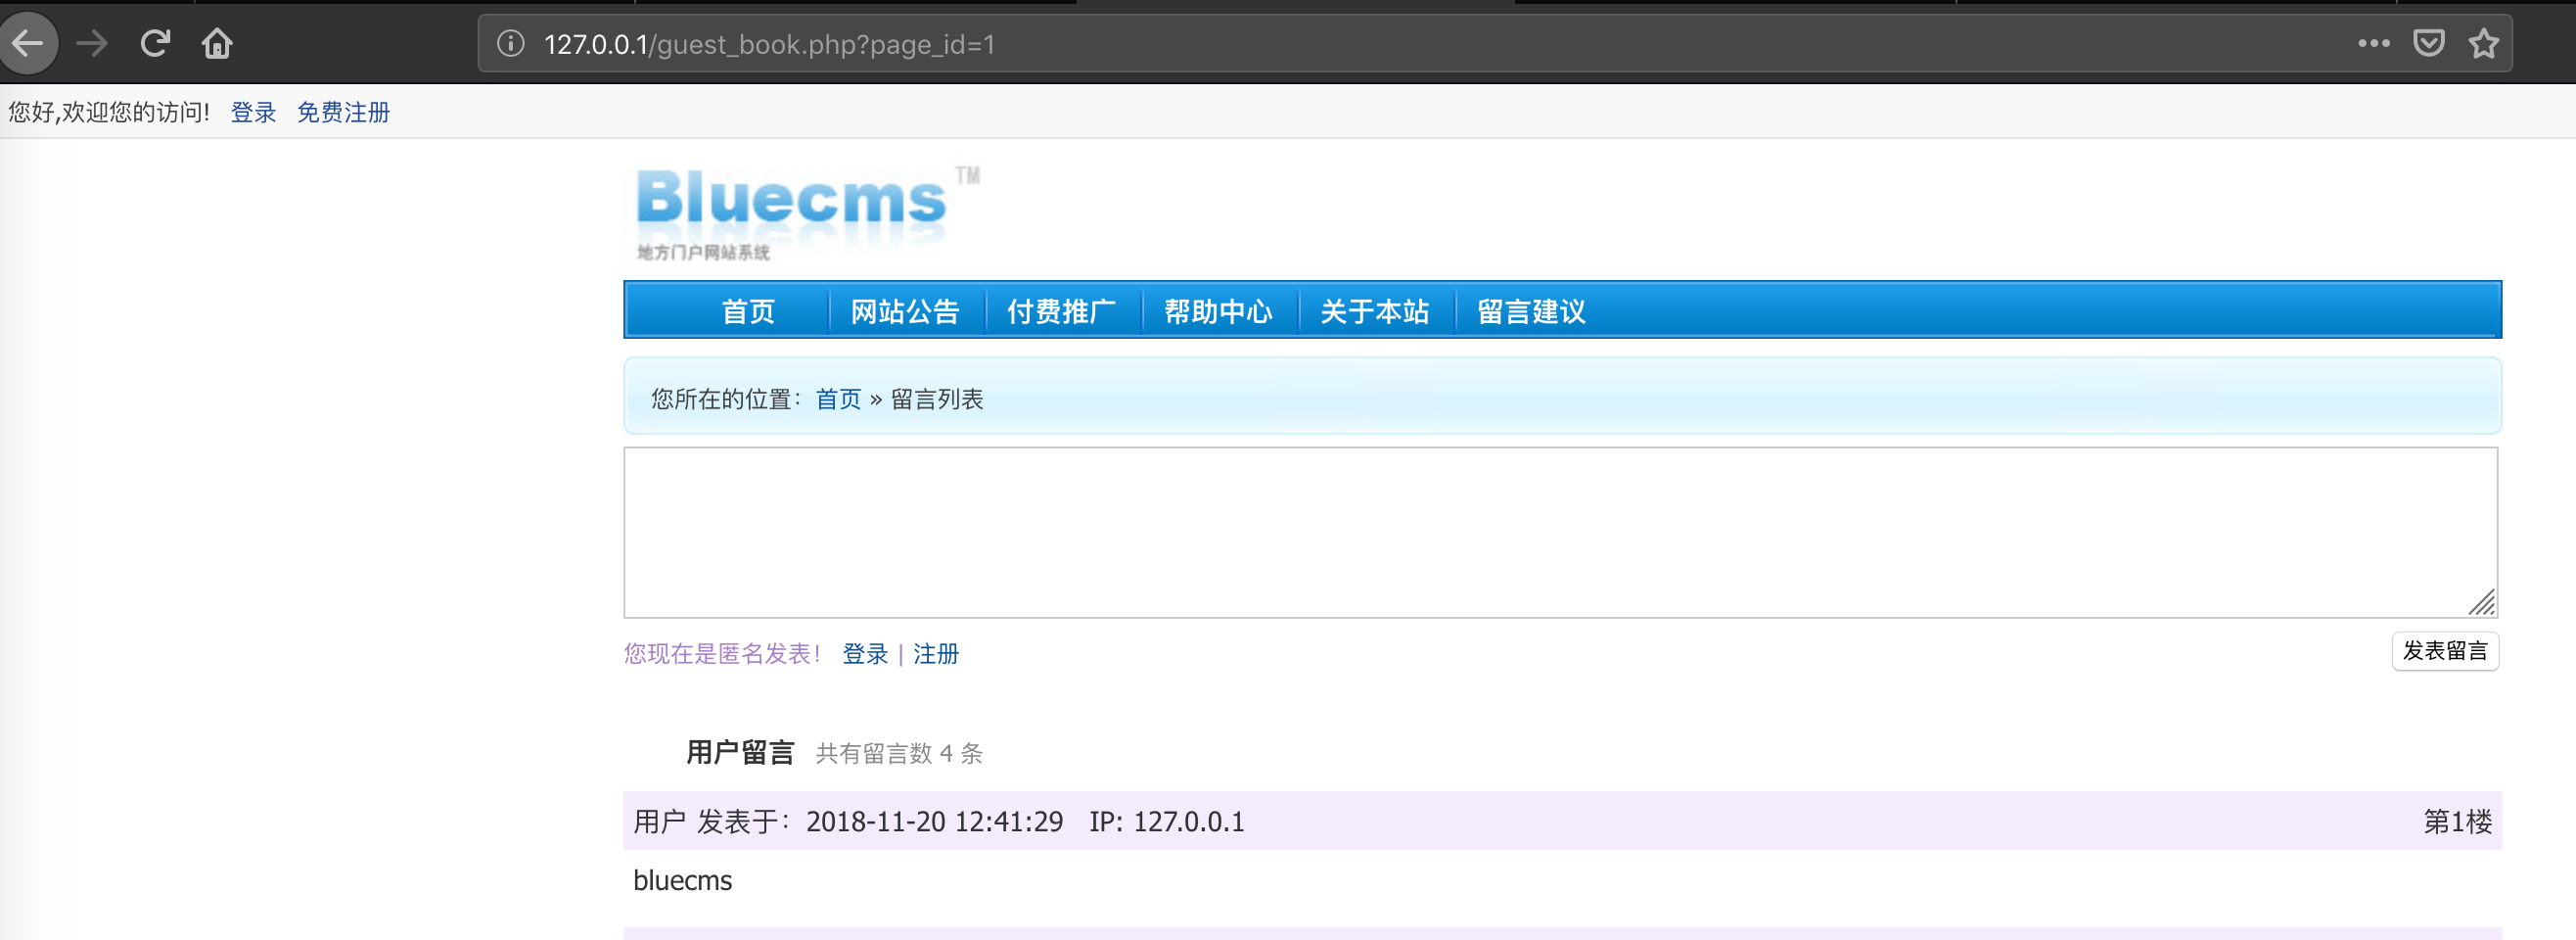 127.0.0.1/guest_book.php?page_id=1
您好,欢迎您的访问! 登录 免费注册
Bluecms TM
地方门户网站系统
首页 网站公告 付费推广 帮助中心 关于本站 留言建议
您所在的位置：首页 » 留言列表
您现在是匿名发表！ 登录 | 注册
发表留言
用户留言 共有留言数 4 条
用户 发表于：2018-11-20 12:41:29 IP: 127.0.0.1 第1楼
bluecms